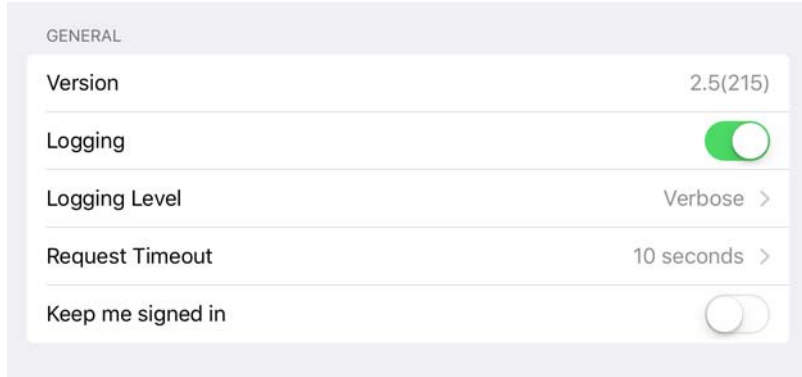 GENERAL
Version 2.5(215)
Logging
Logging Level Verbose >
Request Timeout 10 seconds >
Keep me signed in